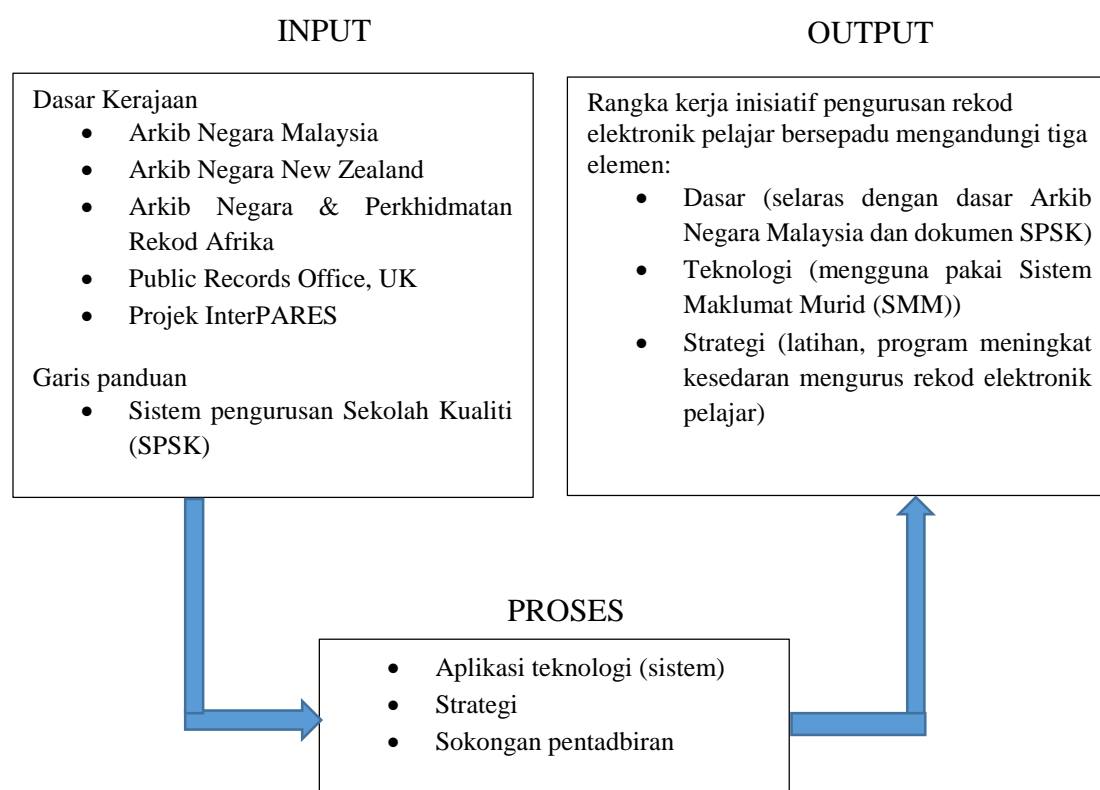 INPUT
Dasar Kerajaan
• Arkib Negara Malaysia
• Arkib Negara New Zealand
• Arkib Negara & Perkhidmatan
Rekod Afrika
• Public Records Office, UK
• Projek InterPARES
Garis panduan
• Sistem pengurusan Sekolah Kualiti
(SPSK)
OUTPUT
Rangka kerja inisiatif pengurusan rekod
elektronik pelajar bersepadu mengandungi tiga
elemen:
• Dasar (selaras dengan dasar Arkib
Negara Malaysia dan dokumen SPSK)
• Teknologi (mengguna pakai Sistem
Maklumat Murid (SMM))
• Strategi (latihan, program meningkat
kesedaran mengurus rekod elektronik
pelajar)
PROSES
• Aplikasi teknologi (sistem)
• Strategi
• Sokongan pentadbiran